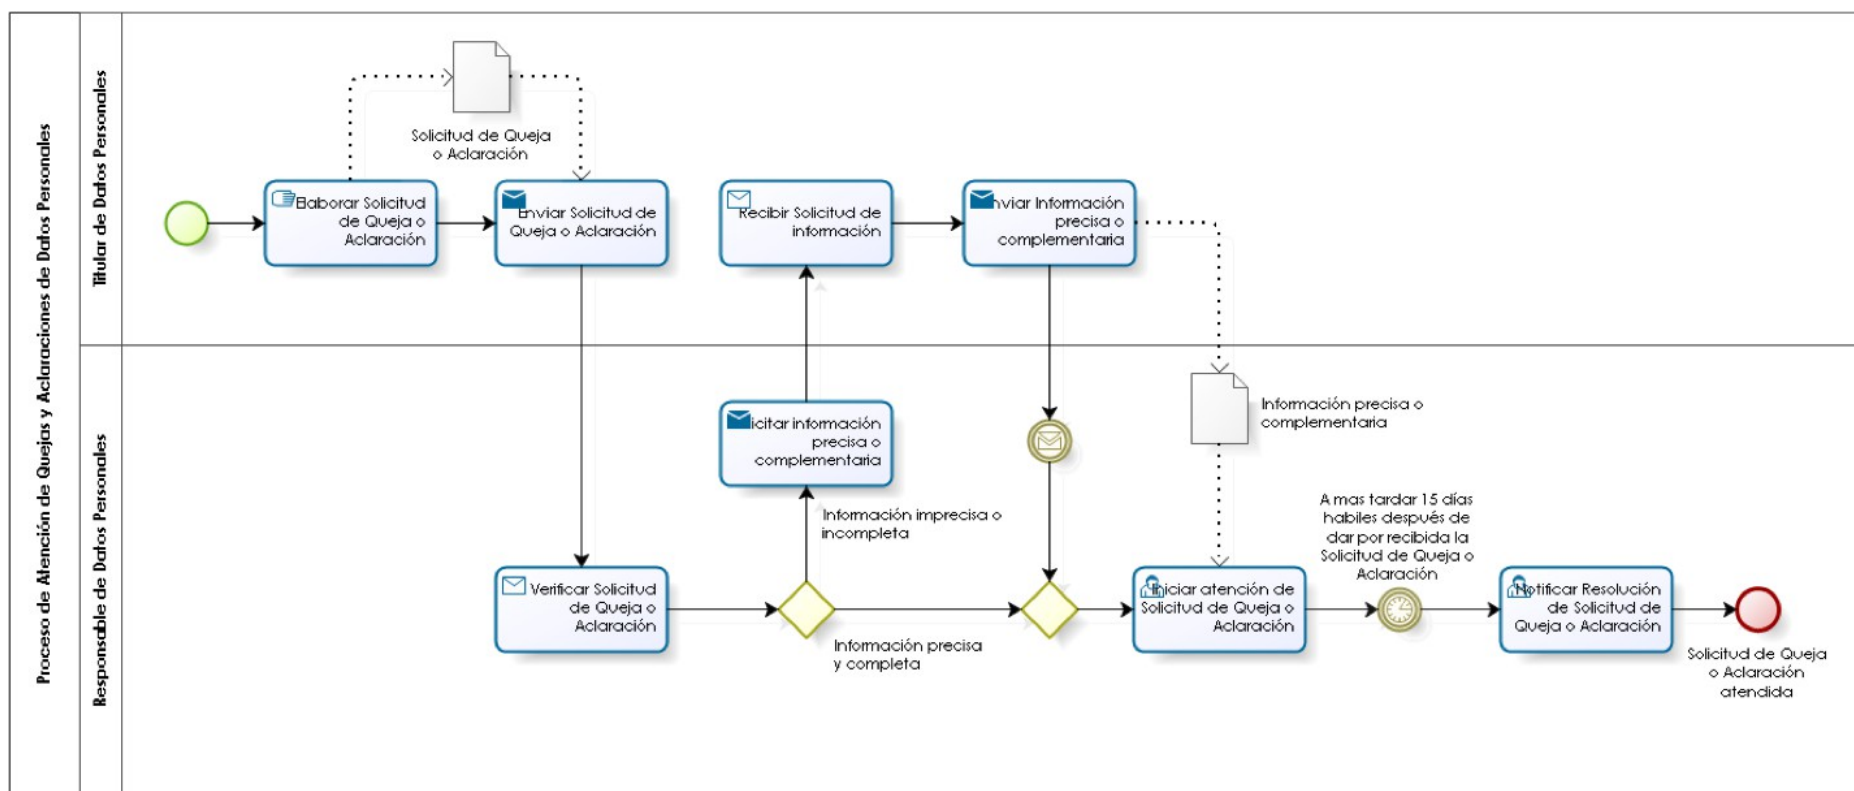 Proceso de Atención de Quejas y Aclaraciones de Datos Personales
Titular de Datos Personales
Solicitud de Queja
o Aclaración
Elaborar Solicitud
de Queja o
Aclaración
Enviar Solicitud de
Queja o Aclaración
Recibir Solicitud de
información
nviar Información
precisa o
complementaria
Responsable de Datos Personales
icitar información
precisa o
complementaria
Información precisa o
complementaria
Información imprecisa o
incompleta
A mas tardar 15 días
habiles después de
dar por recibida la
Solicitud de Queja o
Aclaración
Verificar Solicitud
de Queja o
Aclaración
Información precisa
y completa
Iniciar atención de
Solicitud de Queja o
Aclaración
Notificar Resolución
de Solicitud de
Queja o Aclaración
Solicitud de Queja
o Aclaración
atendida